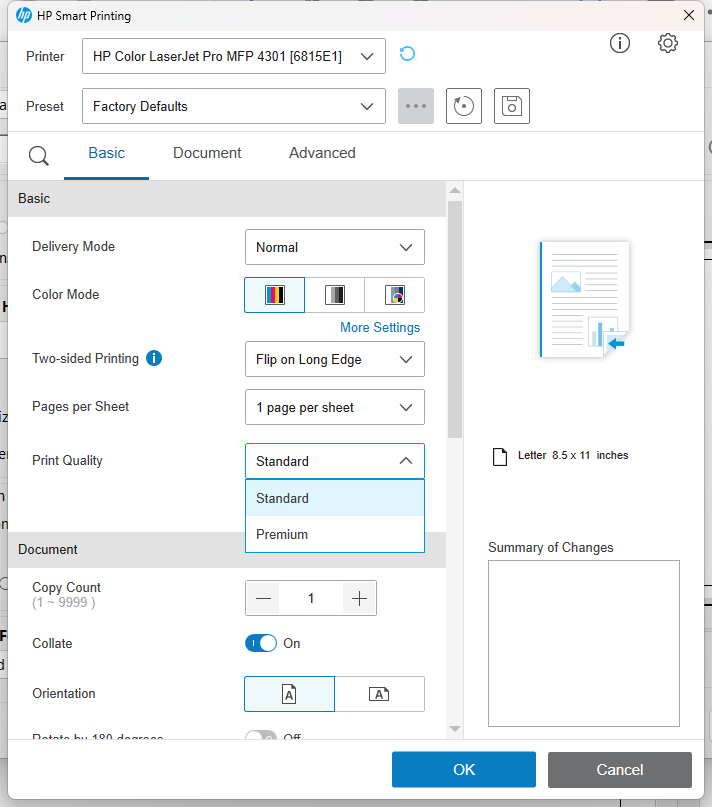 hp HP Smart Printing
Printer HP Color LaserJet Pro MFP 4301 [6815E1]
Preset Factory Defaults
Basic Document Advanced
Basic
Delivery Mode Normal
Color Mode
More Settings
Two-sided Printing Flip on Long Edge
Pages per Sheet 1 page per sheet
Print Quality Standard
Standard
Premium
Document
Copy Count 1
(1 ~ 9999 )
Collate On
Orientation A A
Rotate by 180 degrees Off
Letter 8.5 x 11 inches
Summary of Changes
OK Cancel